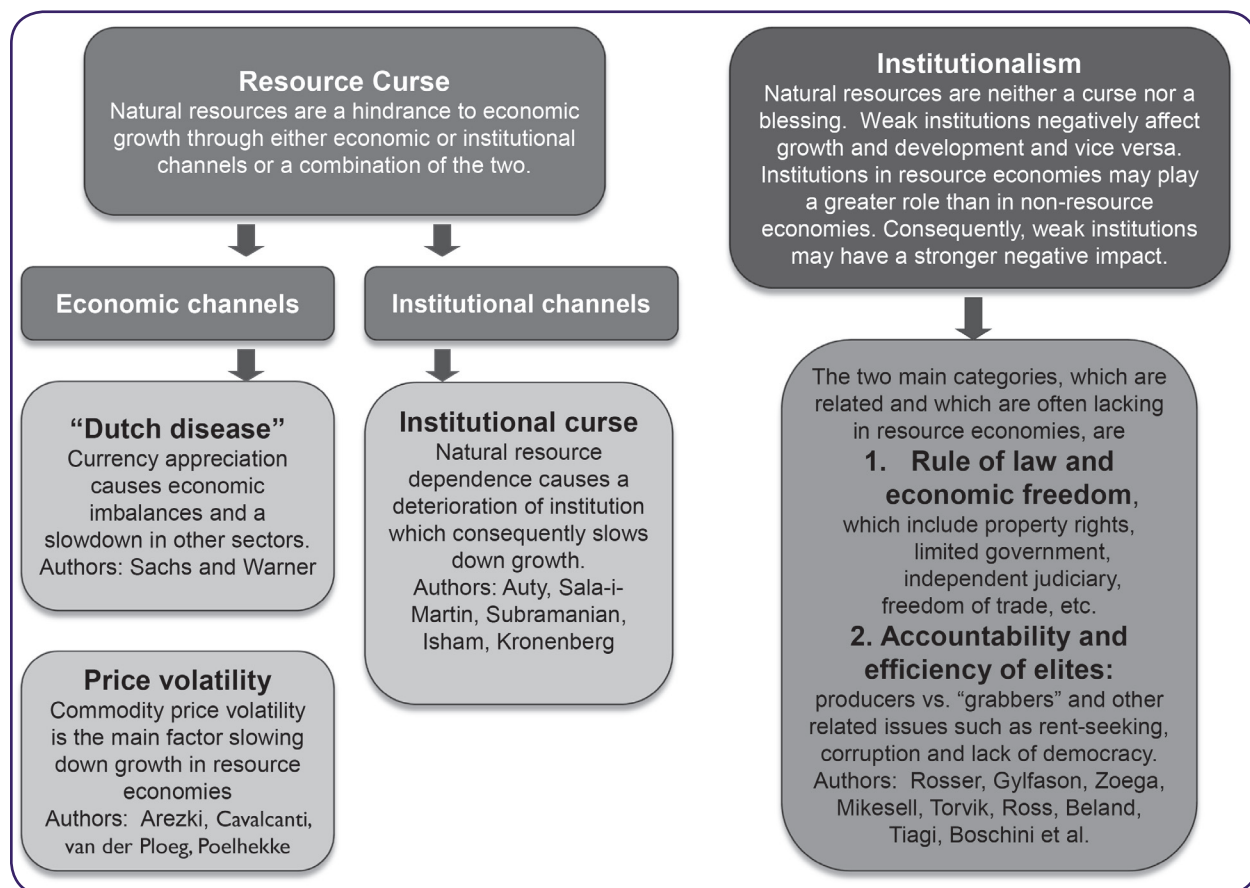 Resource Curse
Natural resources are a hindrance to economic
growth through either economic or institutional
channels or a combination of the two.
Economic channels
Institutional channels
“Dutch disease”
Currency appreciation
causes economic
imbalances and a
slowdown in other sectors.
Authors: Sachs and Warner
Price volatility
Commodity price volatility
is the main factor slowing
down growth in resource
economies
Authors: Arezki, Cavalcanti,
van der Ploeg, Poelhekke
Institutional curse
Natural resource
dependence causes a
deterioration of institution
which consequently slows
down growth.
Authors: Auty, Sala-i-
Martin, Subramanian,
Isham, Kronenberg
Institutionalism
Natural resources are neither a curse nor a
blessing. Weak institutions negatively affect
growth and development and vice versa.
Institutions in resource economies may play
a greater role than in non-resource
economies. Consequently, weak institutions
may have a stronger negative impact.
The two main categories, which are
related and which are often lacking
in resource economies, are
1. Rule of law and
economic freedom,
which include property rights,
limited government,
independent judiciary,
freedom of trade, etc.
2. Accountability and
efficiency of elites:
producers vs. “grabbers” and other
related issues such as rent-seeking,
corruption and lack of democracy.
Authors: Rosser, Gylfason, Zoega,
Mikesell, Torvik, Ross, Beland,
Tiagi, Boschini et al.